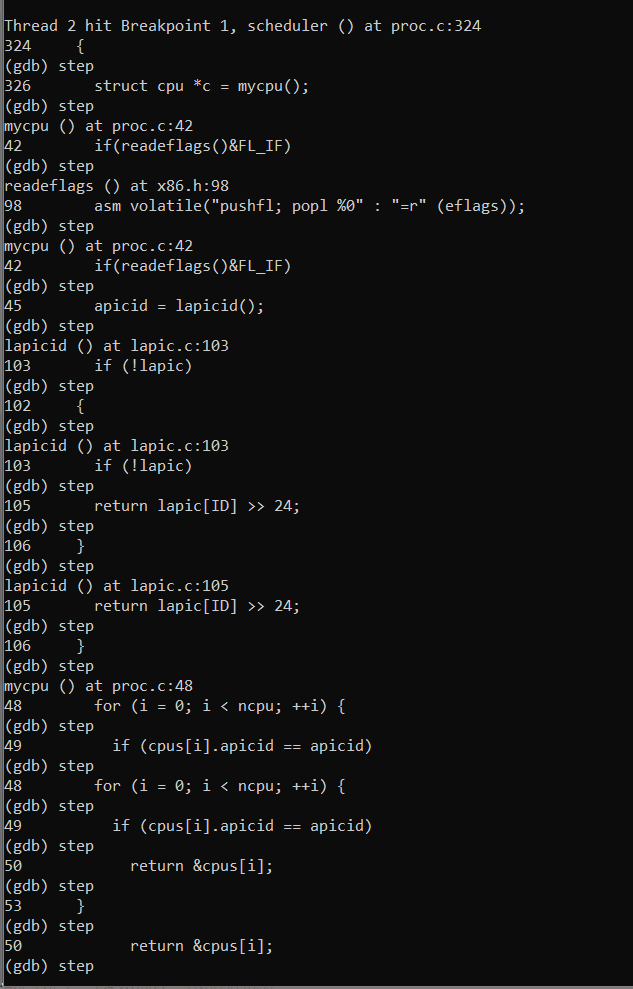 Thread 2 hit Breakpoint 1, scheduler () at proc.c:324
324     {
(gdb) step
326       struct cpu *c = mycpu();
(gdb) step
mycpu () at proc.c:42
42        if(readeflags()&FL_IF)
(gdb) step
readeflags () at x86.h:98
98        asm volatile("pushfl; popl %0" : "=r" (eflags));
(gdb) step
mycpu () at proc.c:42
42        if(readeflags()&FL_IF)
(gdb) step
45        apicid = lapicid();
(gdb) step
lapicid () at lapic.c:103
103       if (!lapic)
(gdb) step
102     {
(gdb) step
lapicid () at lapic.c:103
103       if (!lapic)
(gdb) step
105       return lapic[ID] >> 24;
(gdb) step
106     }
(gdb) step
lapicid () at lapic.c:105
105       return lapic[ID] >> 24;
(gdb) step
106     }
(gdb) step
mycpu () at proc.c:48
48        for (i = 0; i < ncpu; ++i) {
(gdb) step
49          if (cpus[i].apicid == apicid)
(gdb) step
48        for (i = 0; i < ncpu; ++i) {
(gdb) step
49          if (cpus[i].apicid == apicid)
(gdb) step
50            return &cpus[i];
(gdb) step
53      }
(gdb) step
50            return &cpus[i];
(gdb) step